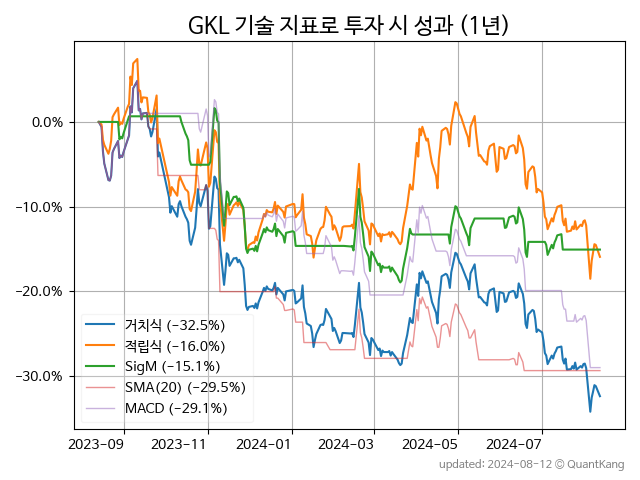 GKL 기술 지표로 투자 시 성과 (1년)
0.0%
−10.0%
−20.0%
−30.0%
거치식 (−32.5%)
적립식 (−16.0%)
SigM (−15.1%)
SMA(20) (−29.5%)
MACD (−29.1%)
2023−09 2023−11 2024−01 2024−03 2024−05 2024−07
updated: 2024−08−12 © QuantKang